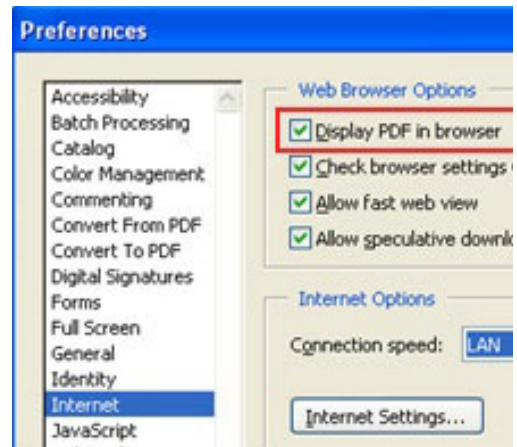 Preferences
Accessibility
Batch Processing
Catalog
Color Management
Commenting
Convert From PDF
Convert To PDF
Digital Signatures
Forms
Full Screen
General
Identity
Internet
JavaScript
Web Browser Options
Display PDF in browser
Check browser settings
Allow fast web view
Allow speculative
Internet Options
Connection speed: LAN
Internet Settings...